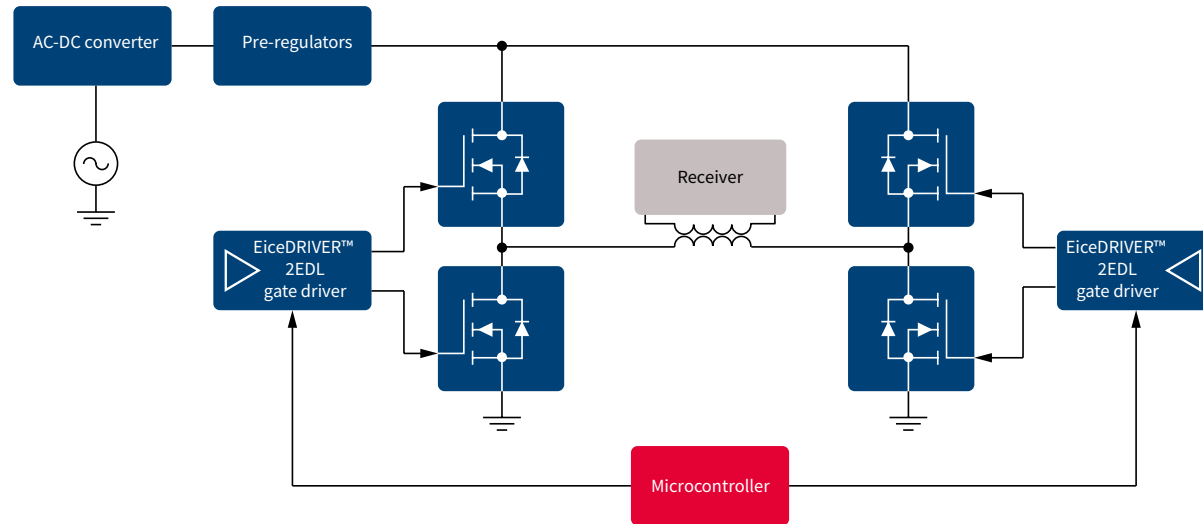 AC-DC converter
Pre-regulators
Receiver
EiceDRIVER™
2EDL
gate driver
EiceDRIVER™
2EDL
gate driver
Microcontroller